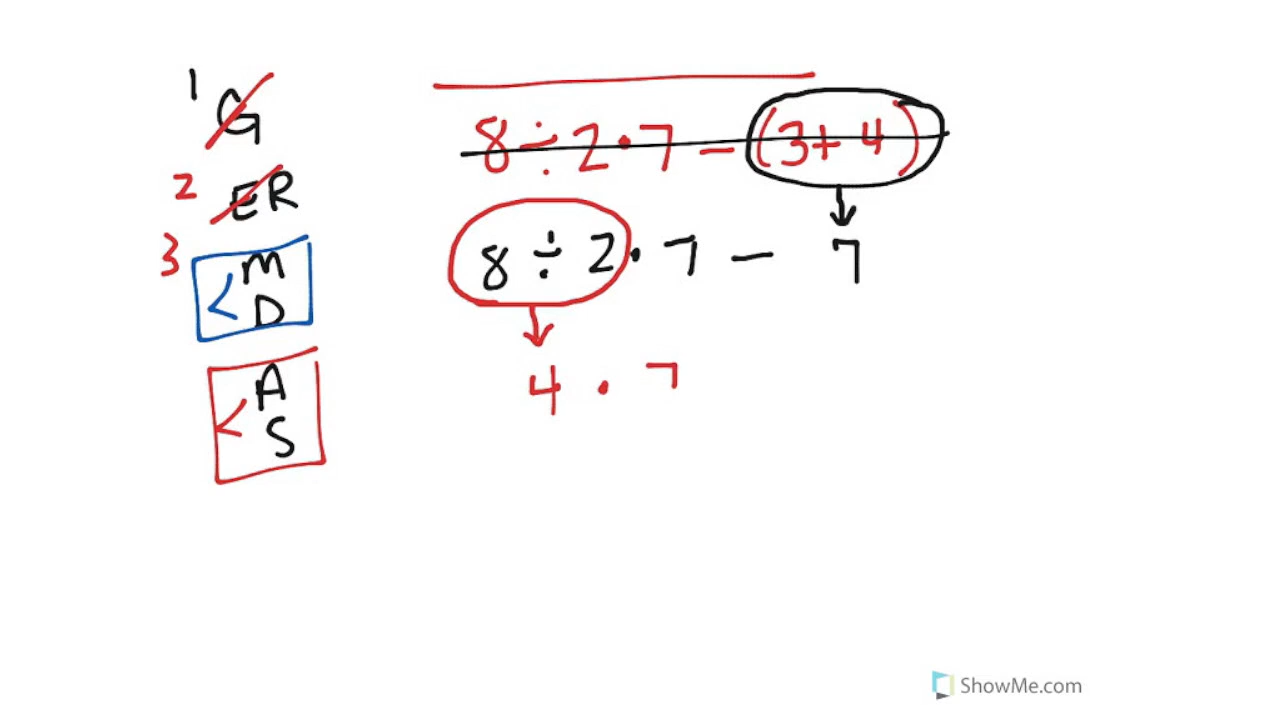 1 G
2 ER
3 < M
D
< A
S
8 ÷ 2 • 7 - (3 + 4)
8 ÷ 2 • 7 - 7
4 • 7
ShowMe.com